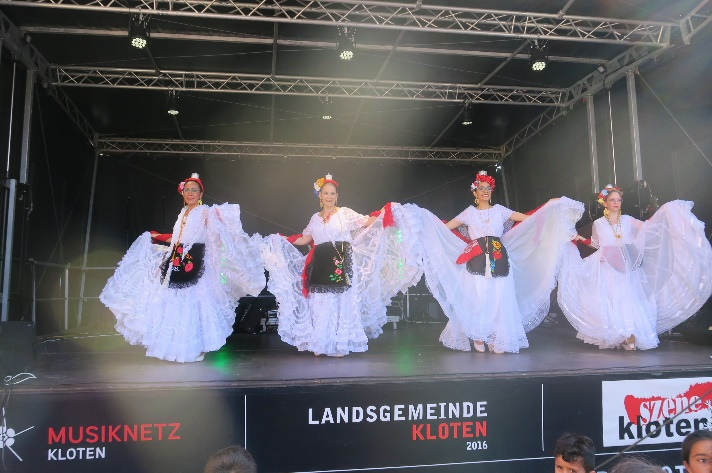 MUSIKNETZ
KLOTEN
LANDSGEMEINDE
KLOTEN
2016
szene
kloten